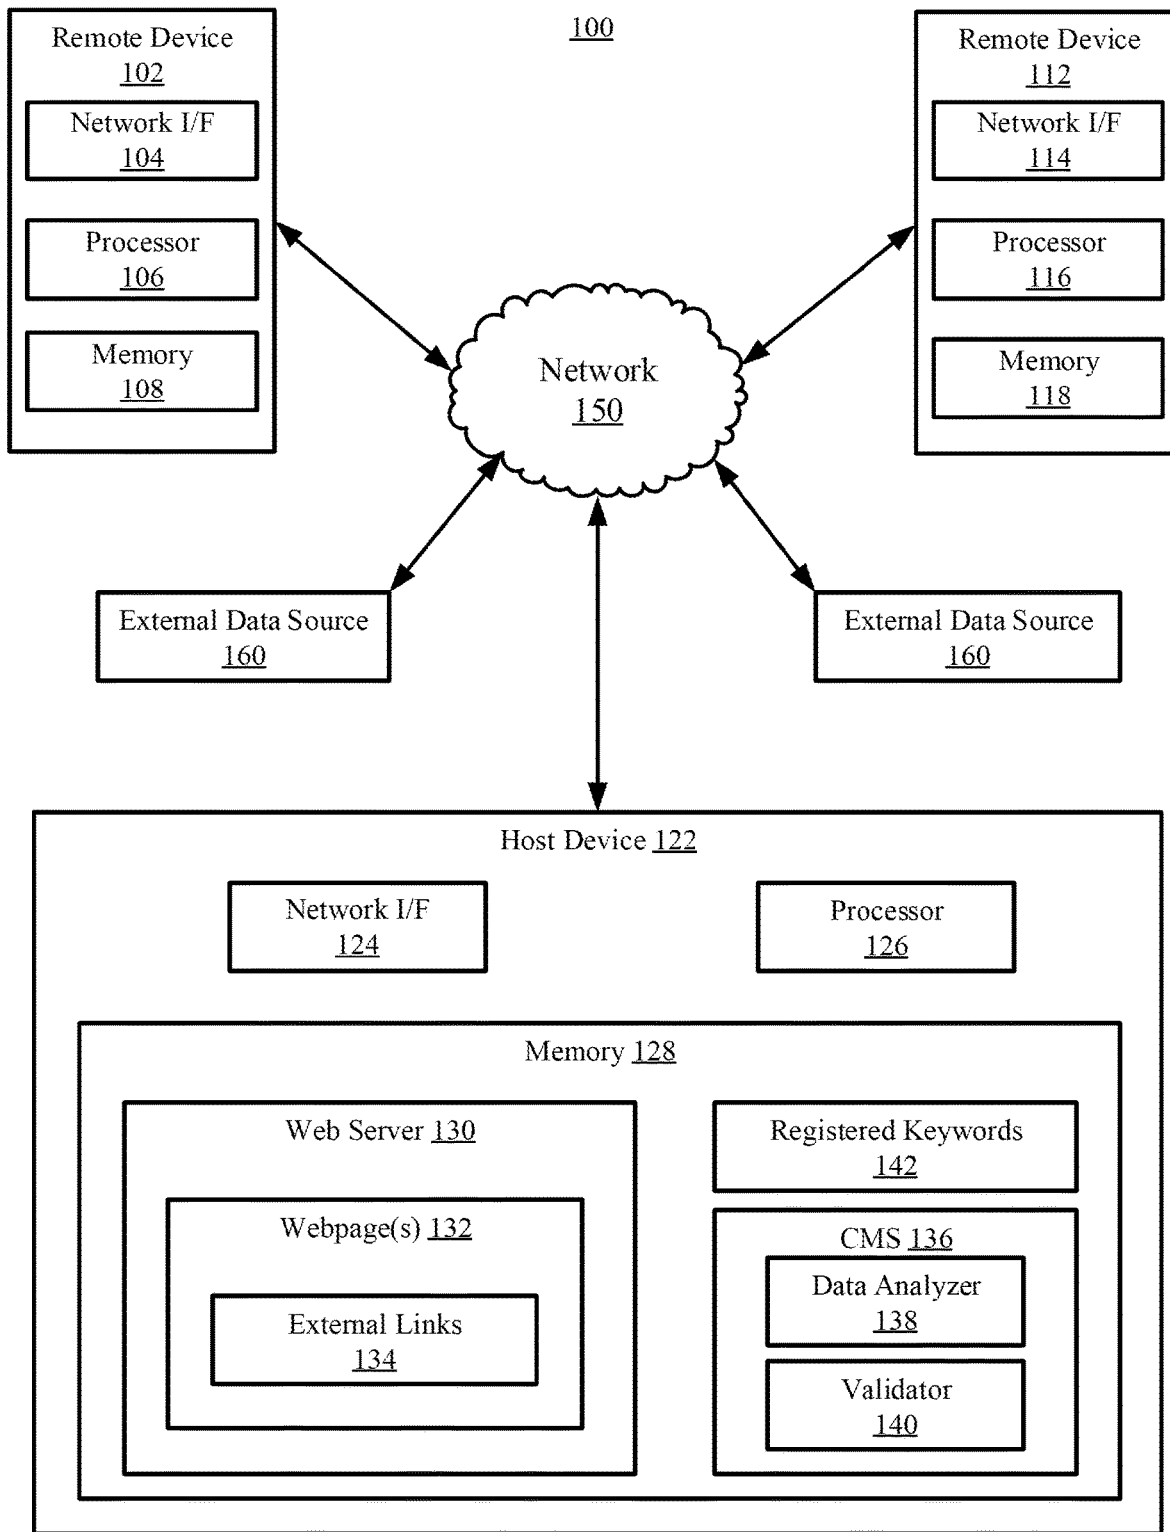 100
Remote Device
102
Network I/F
104
Processor
106
Memory
108
Remote Device
112
Network I/F
114
Processor
116
Memory
118
Network
150
External Data Source
160
External Data Source
160
Host Device 122
Network I/F
124
Processor
126
Memory 128
Web Server 130
Webpage(s) 132
External Links
134
Registered Keywords
142
CMS 136
Data Analyzer
138
Validator
140